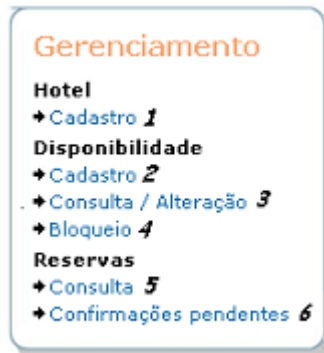 Gerenciamento
Hotel
Cadastro 1
Disponibilidade
Cadastro 2
Consulta / Alteração 3
Bloqueio 4
Reservas
Consulta 5
Confirmações pendentes 6